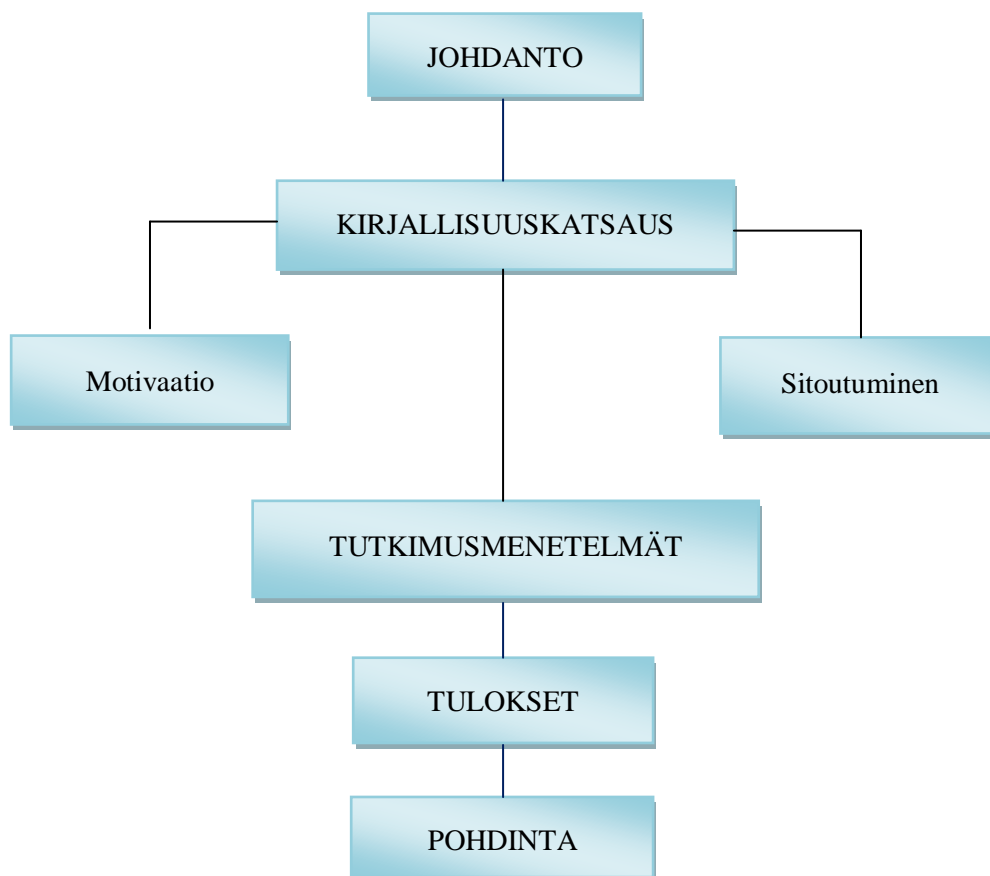 JOHDANTO
KIRJALLISUUSKATSAUS
Motivaatio
Sitoutuminen
TUTKIMUSMENETELMÄT
TULOKSET
POHDINTA